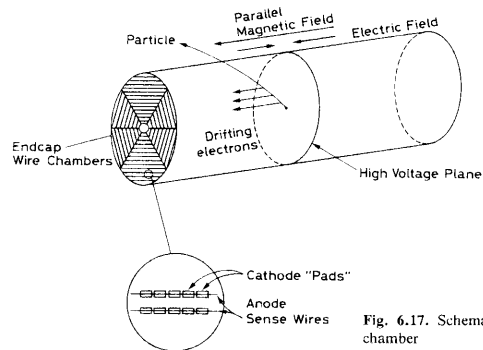 Parallel
Magnetic Field
Electric Field
Particle
Endcap
Wire Chambers
Drifting
electrons
High Voltage Plane
Cathode "Pads"
Anode
Sense Wires
Fig. 6.17. Schema
chamber